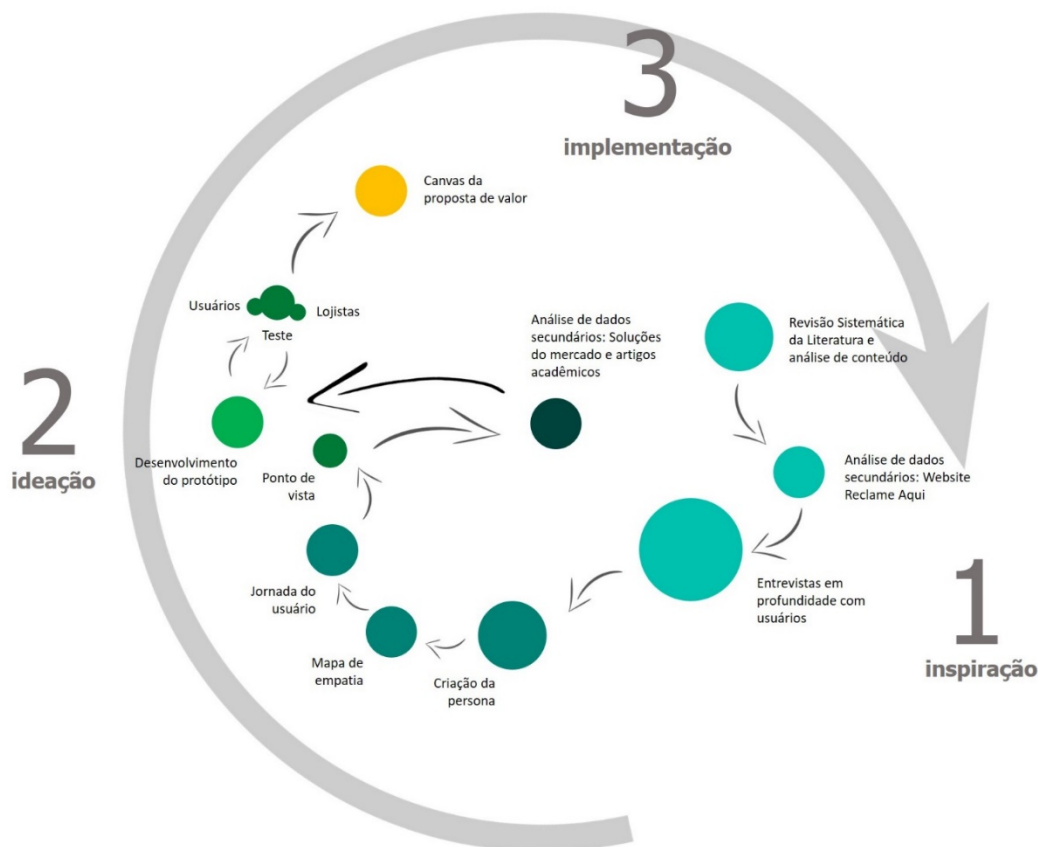 3
implementação
Canvas da
proposta de valor
Usuários
Lojistas
Teste
Análise de dados
secundários: Soluções
do mercado e artigos
acadêmicos
Revisão Sistemática
da Literatura e
análise de conteúdo
2
ideação
Desenvolvimento
do protótipo
Ponto de
vista
Análise de dados
secundários: Website
Reclame Aqui
Jornada do
usuário
Entrevistas em
profundidade com
usuários
1
inspiração
Mapa de
empatia
Criação da
persona